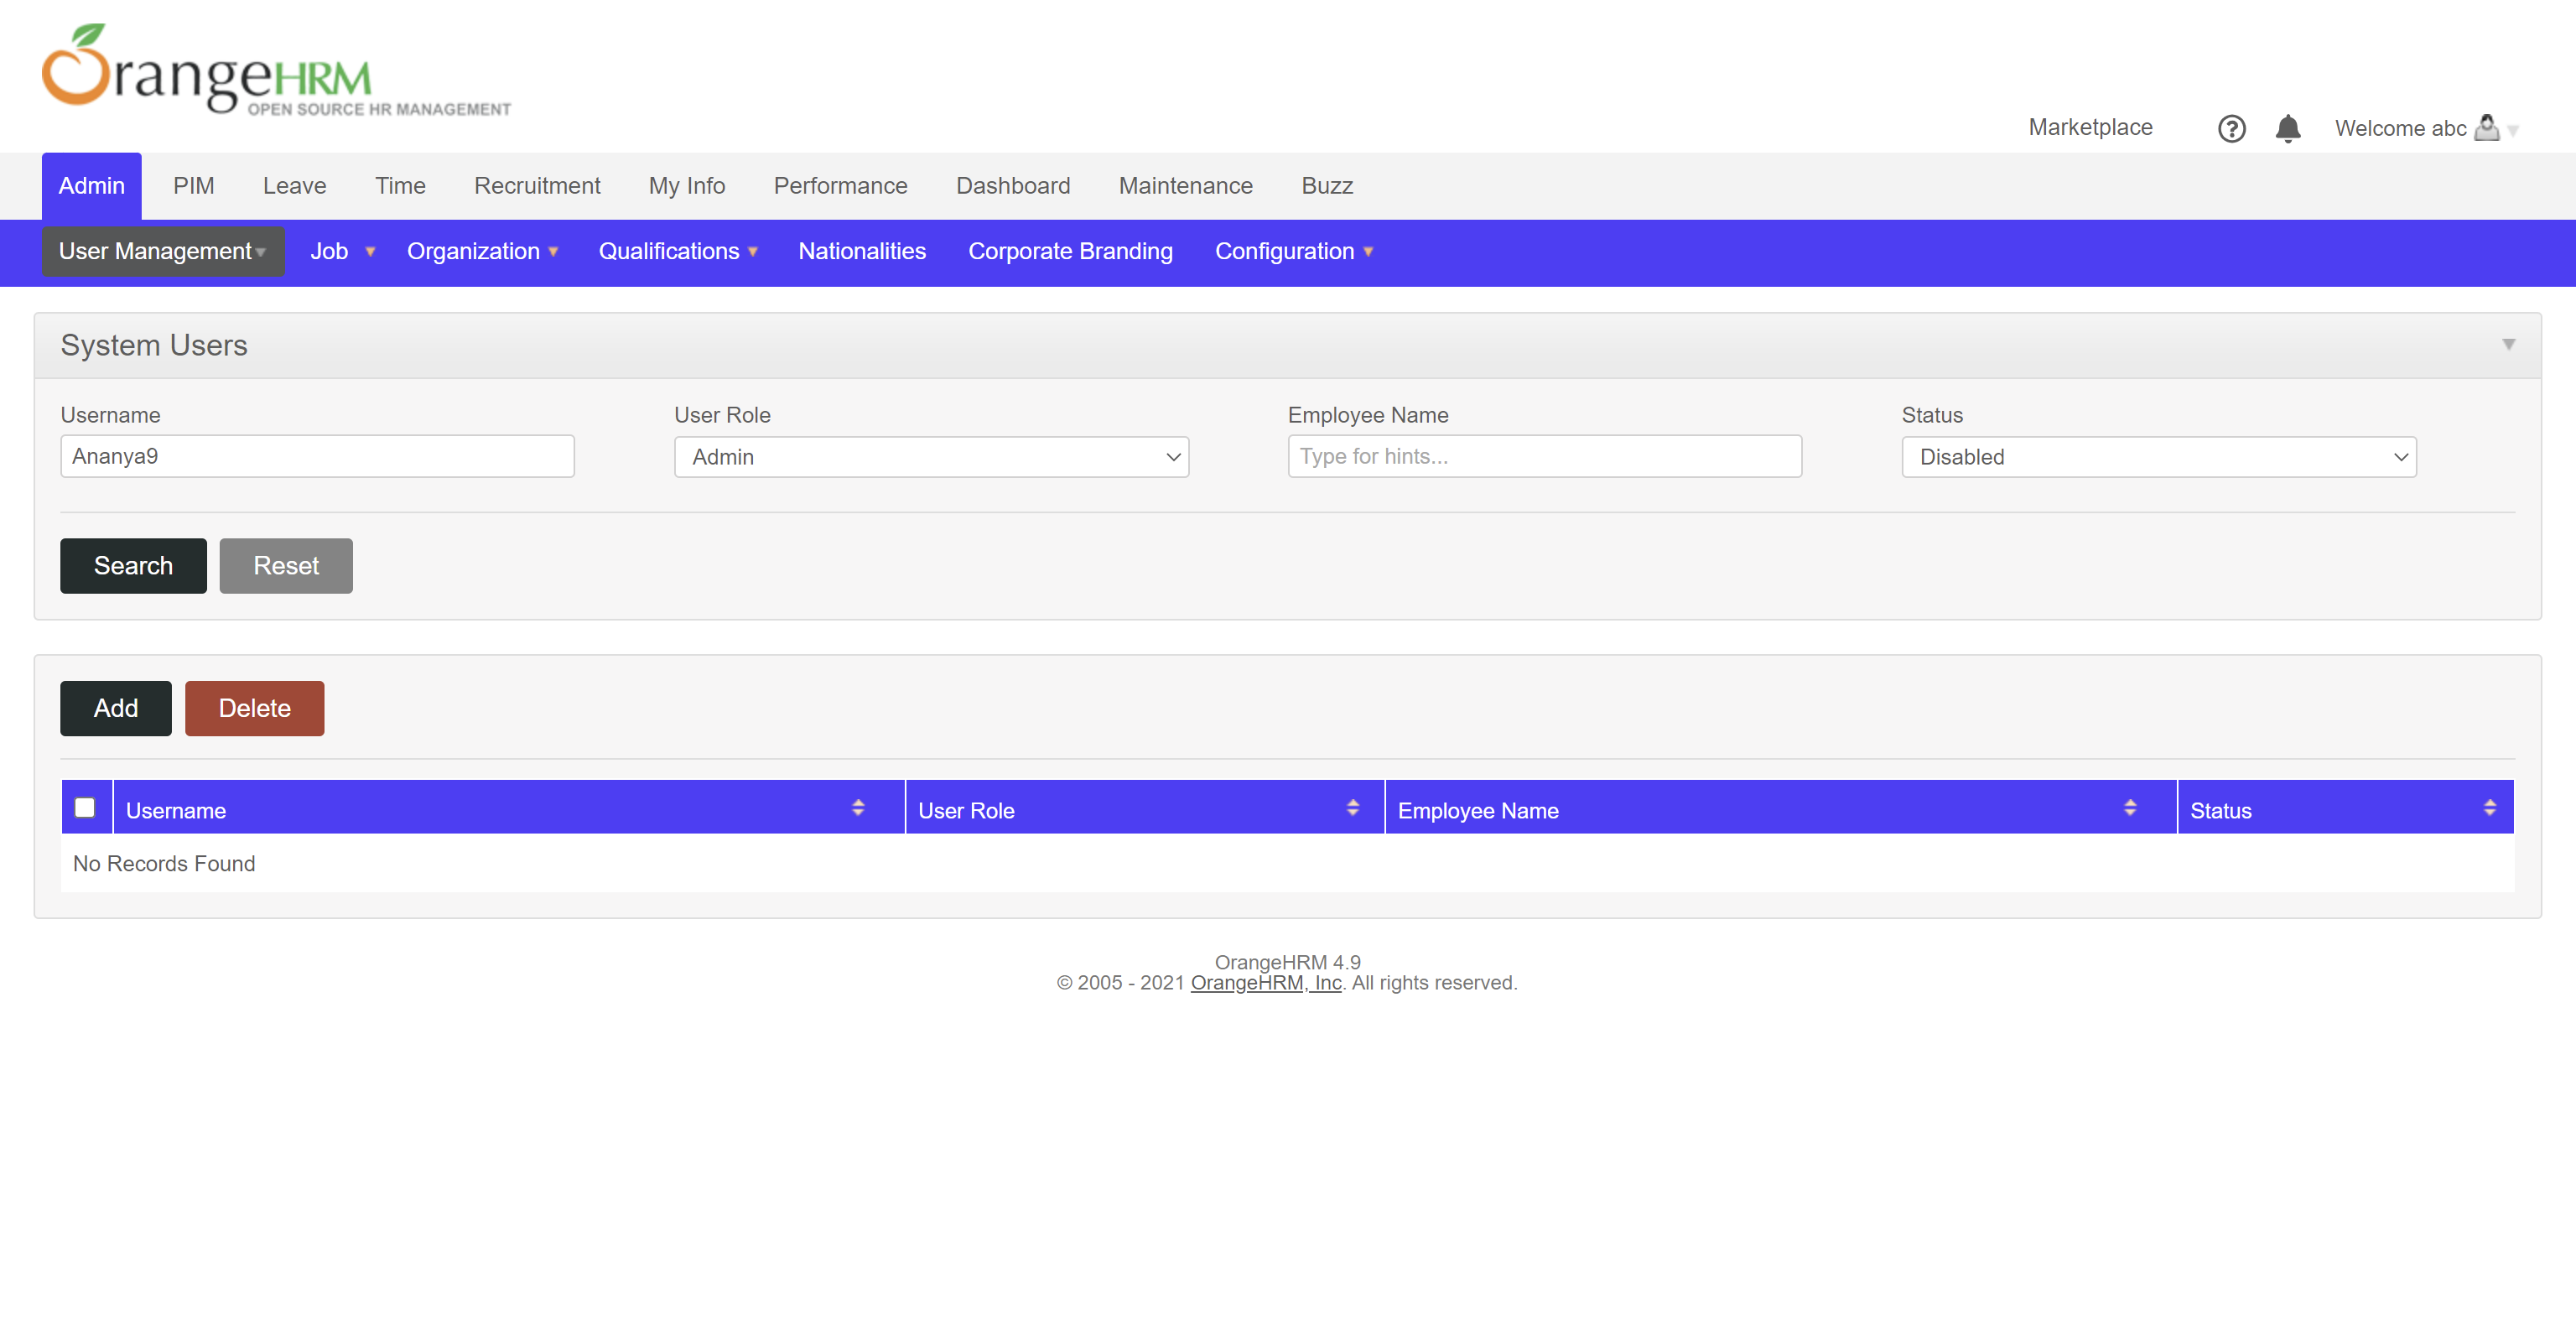 OrangeHRM
OPEN SOURCE HR MANAGEMENT
Marketplace ? Welcome abc
Admin PIM Leave Time Recruitment My Info Performance Dashboard Maintenance Buzz
User Management Job Organization Qualifications Nationalities Corporate Branding Configuration
System Users
Username User Role Employee Name Status
Ananya9 Admin Type for hints... Disabled
Search Reset
Add Delete
Username User Role Employee Name Status
No Records Found
OrangeHRM 4.9
© 2005 - 2021 OrangeHRM, Inc. All rights reserved.